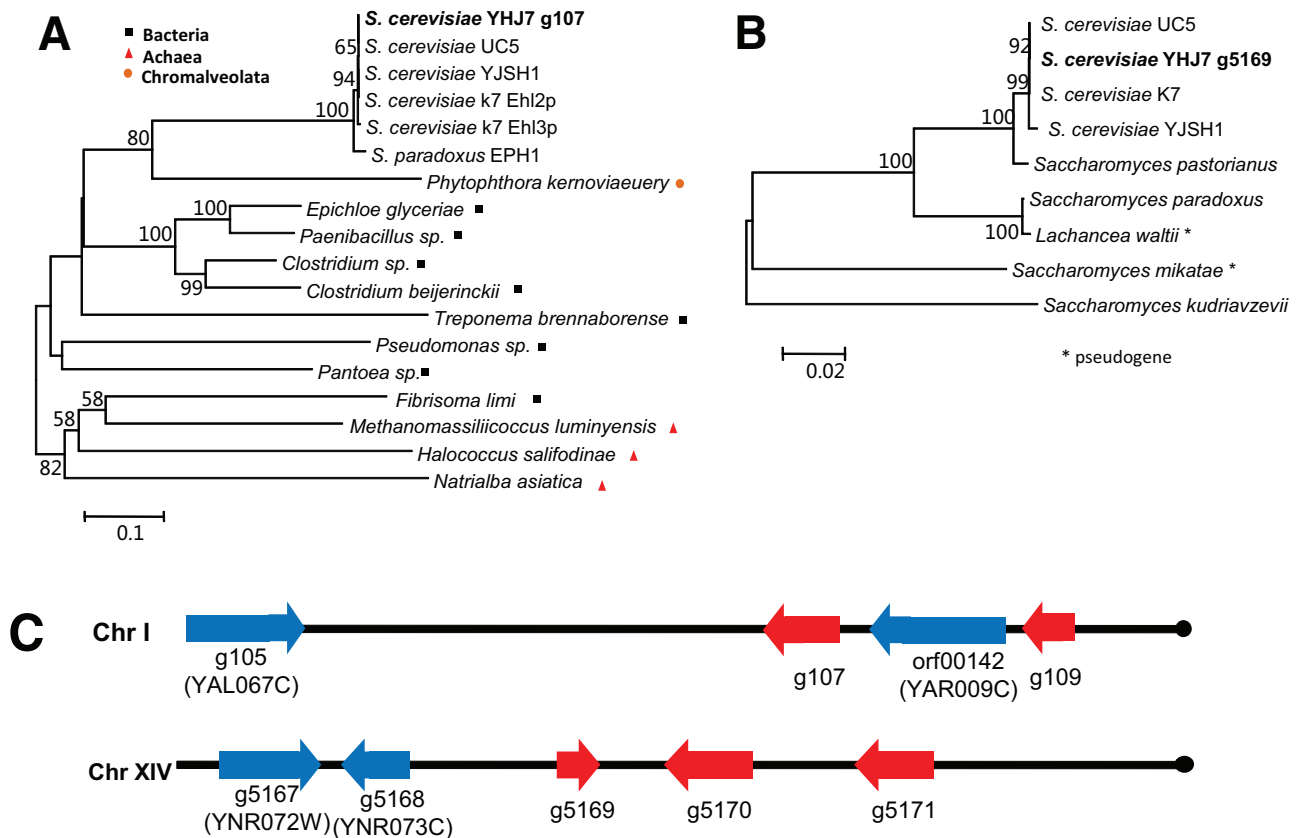 A
Bacteria
Achaea
Chromalveolata
S. cerevisiae YHJ7 g107
65
S. cerevisiae UC5
94
S. cerevisiae YJSH1
S. cerevisiae k7 Ehl2p
100
S. cerevisiae k7 Ehl3p
80
S. paradoxus EPH1
Phytophthora kernoviaeuery
100
Epichloe glyceriae
100
Paenibacillus sp.
Clostridium sp.
99
Clostridium beijerinckii
Treponema brennaborense
Pseudomonas sp.
Pantoea sp.
58
Fibrisoma limi
58
Methanomassiliicoccus luminyensis
Halococcus salifodinae
82
Natrialba asiatica
0.1
B
S. cerevisiae UC5
92
S. cerevisiae YHJ7 g5169
99
S. cerevisiae K7
100
S. cerevisiae YJSH1
100
Saccharomyces pastorianus
Saccharomyces paradoxus
100
Lachancea waltii *
Saccharomyces mikatae *
Saccharomyces kudriavzevii
0.02
* pseudogene
C
Chr I
g105
(YAL067C)
g107
orf00142
(YAR009C)
g109
Chr XIV
g5167
(YNR072W)
g5168
(YNR073C)
g5169
g5170
g5171